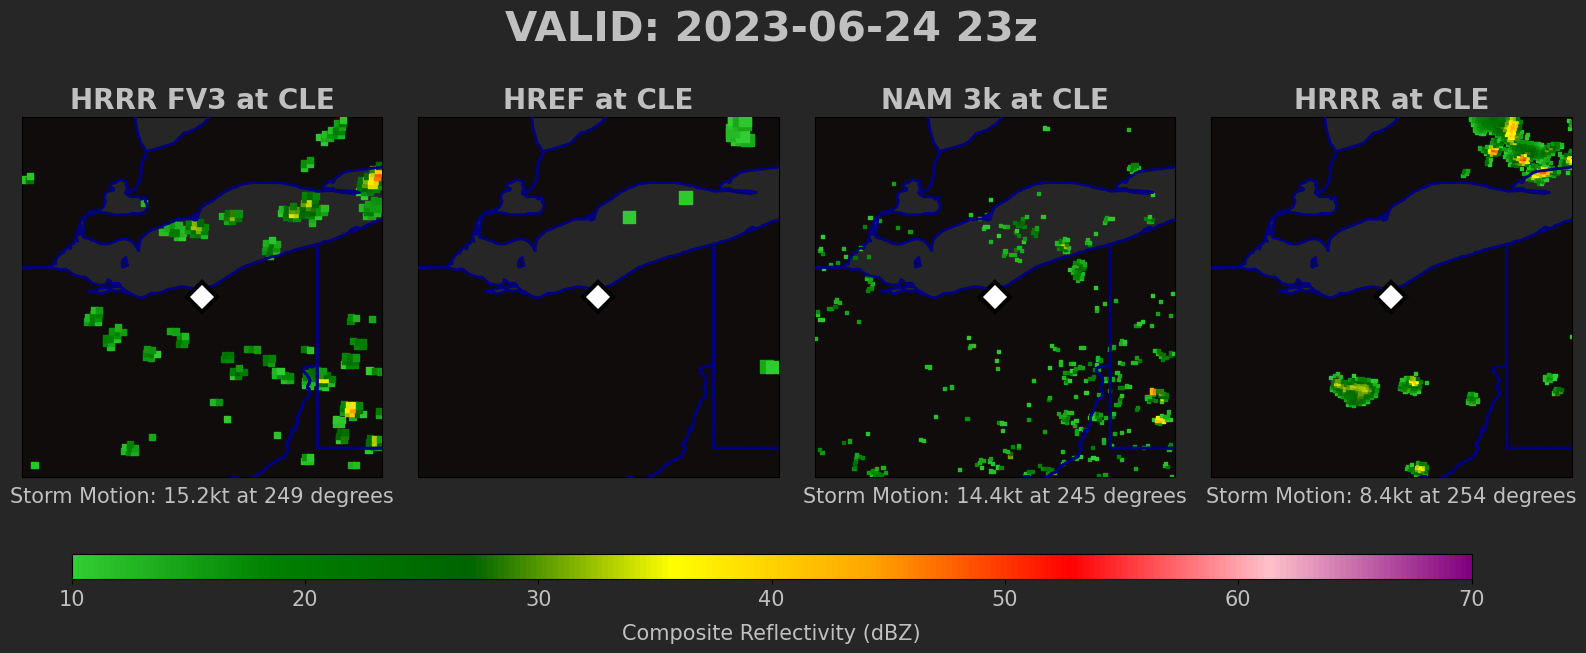 VALID: 2023-06-24 23z
HRRR FV3 at CLE
HREF at CLE
NAM 3k at CLE
HRRR at CLE
Storm Motion: 15.2kt at 249 degrees
Storm Motion: 14.4kt at 245 degrees
Storm Motion: 8.4kt at 254 degrees
10 20 30 40 50 60 70
Composite Reflectivity (dBZ)